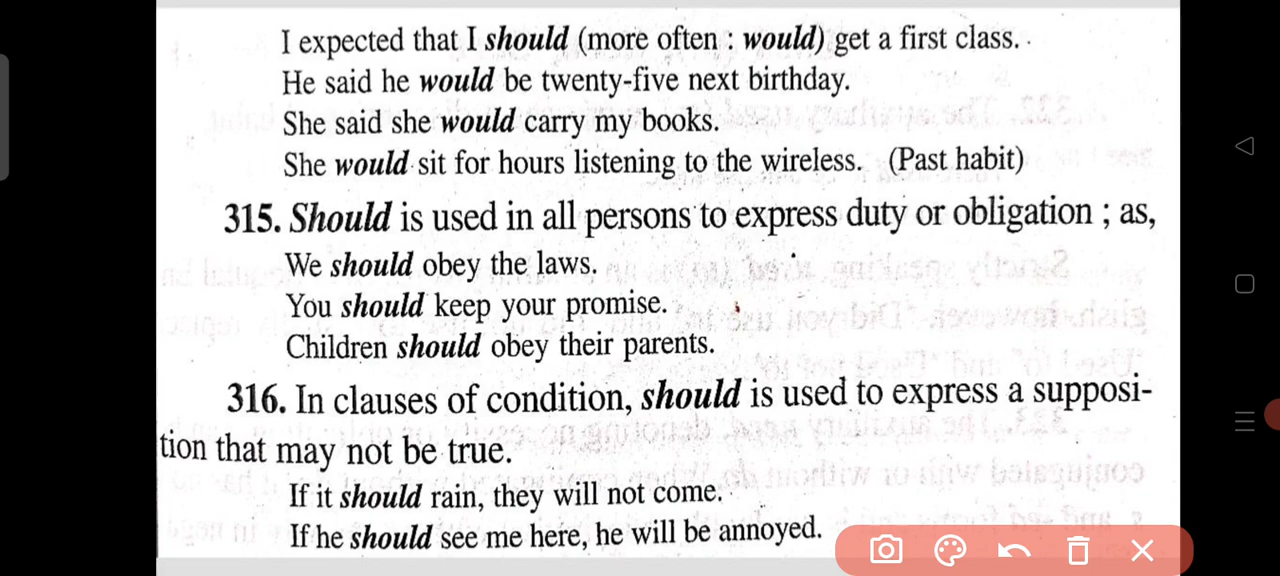 I expected that I should (more often : would) get a first class.
He said he would be twenty-five next birthday.
She said she would carry my books.
She would sit for hours listening to the wireless. (Past habit)
315. Should is used in all persons to express duty or obligation ; as,
We should obey the laws.
You should keep your promise.
Children should obey their parents.
316. In clauses of condition, should is used to express a supposi-
tion that may not be true.
If it should rain, they will not come.
If he should see me here, he will be annoyed.